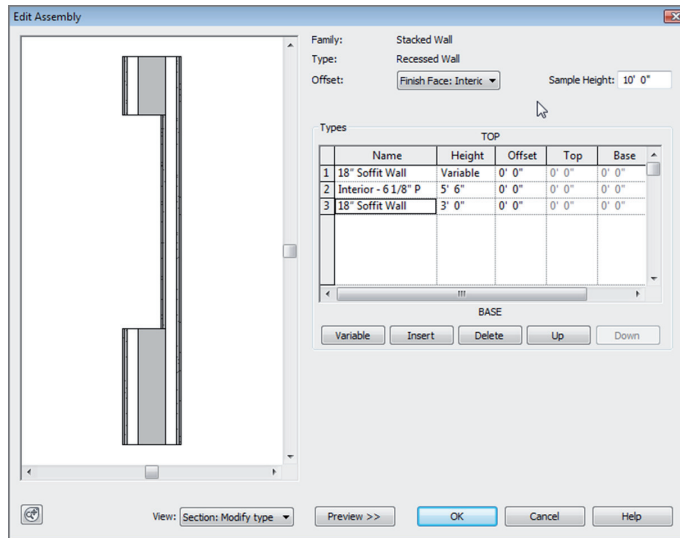 Edit Assembly
Family: Stacked Wall
Type: Recessed Wall
Offset: Finish Face: Interic Sample Height: 10' 0"
Types
TOP
Name Height Offset Top Base
1 18" Soffit Wall Variable 0' 0" 0' 0" 0' 0"
2 Interior - 6 1/8" P 5' 6" 0' 0" 0' 0" 0' 0"
3 18" Soffit Wall 3' 0" 0' 0" 0' 0" 0' 0"
BASE
Variable Insert Delete Up Down
View: Section: Modify type Preview >> OK Cancel Help